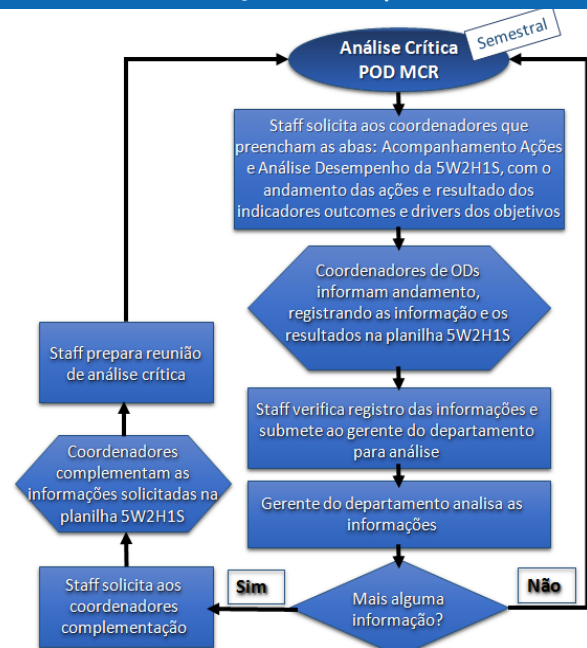 Análise Crítica
POD MCR
Semestral
Staff solicita aos coordenadores que
preencham as abas: Acompanhamento Ações
e Análise Desempenho da 5W2H1S, com o
andamento das ações e resultado dos
indicadores outcomes e drivers dos objetivos
Coordenadores de ODs
informam andamento,
registrando as informação e os
resultados na planilha 5W2H1S
Staff verifica registro das informações e
submete ao gerente do departamento
para análise
Gerente do departamento analisa as
informações
Mais alguma
informação?
Não
Sim
Staff solicita aos
coordenadores
complementação
Coordenadores
complementam as
informações solicitadas na
planilha 5W2H1S
Staff prepara reunião
de análise crítica